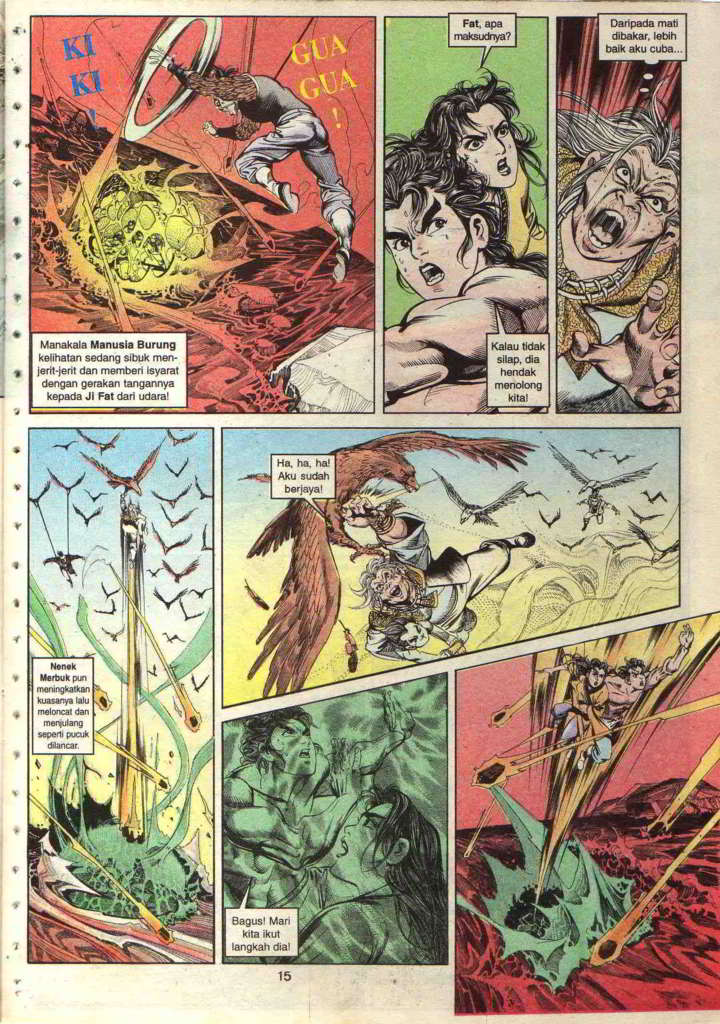 KI
KI
!
GUA
GUA
!
Manakala Manusia Burung
kelihatan sedang sibuk men-
jerit-jerit dan memberi isyarat
dengan gerakan tangannya
kepada Ji Fat dari udara!
Fat, apa
maksudnya?
Kalau tidak
silap, dia
hendak
menolong
kita!
Daripada mati
dibakar, lebih
baik aku cuba...
Nenek
Merbuk pun
meningkatkan
kuasanya lalu
meloncat dan
menjulang
seperti pucuk
dilancar.
Ha, ha, ha!
Aku sudah
berjaya!
Bagus! Mari
kita ikut
langkah dia!
15